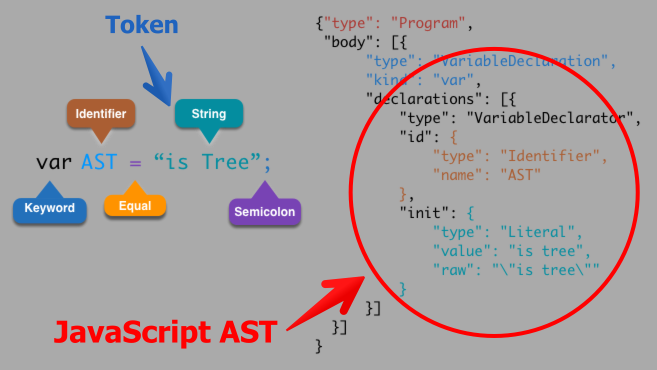 Token
Identifier
String
var AST = “is Tree”;
Keyword
Equal
Semicolon
JavaScript AST
{"type": "Program",
"body": [{
"type": "VariableDeclaration",
"kind": "var",
"declarations": [{
"type": "VariableDeclarator",
"id": {
"type": "Identifier",
"name": "AST"
},
"init": {
"type": "Literal",
"value": "is tree",
"raw": "\"is tree\""
}
}]
}]
}